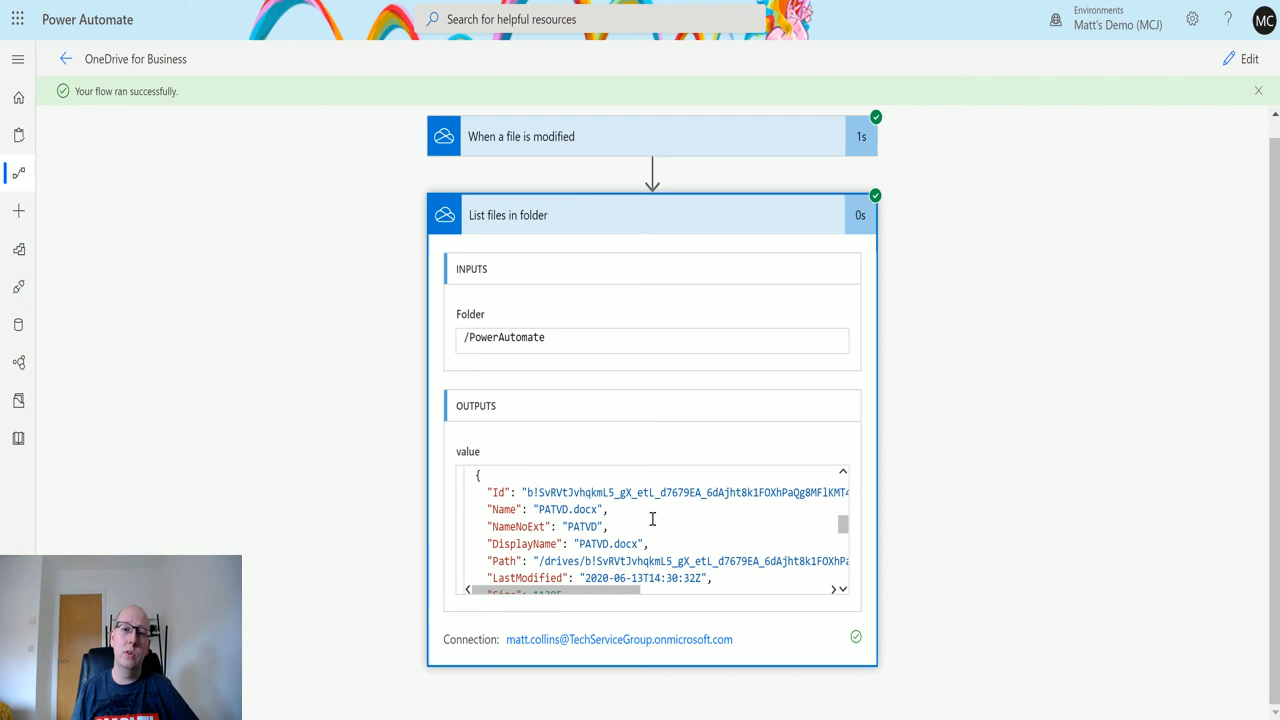 Power Automate
Search for helpful resources
Environments
Matt's Demo (MCJ)
MC
OneDrive for Business
Edit
Your flow ran successfully.
When a file is modified
1s
List files in folder
0s
INPUTS
Folder
/PowerAutomate
OUTPUTS
value
{
"Id": "b!SvRVtJvhqkmL5_gX_etL_d7679EA_6dAjht8k1FOXhPaQg8MFlKMT4
"Name": "PATVD.docx",
"NameNoExt": "PATVD",
"DisplayName": "PATVD.docx",
"Path": "/drives/b!SvRVtJvhqkmL5_gX_etL_d7679EA_6dAjht8k1FOXhPa
"LastModified": "2020-06-13T14:30:32Z",
Connection: matt.collins@TechServiceGroup.onmicrosoft.com